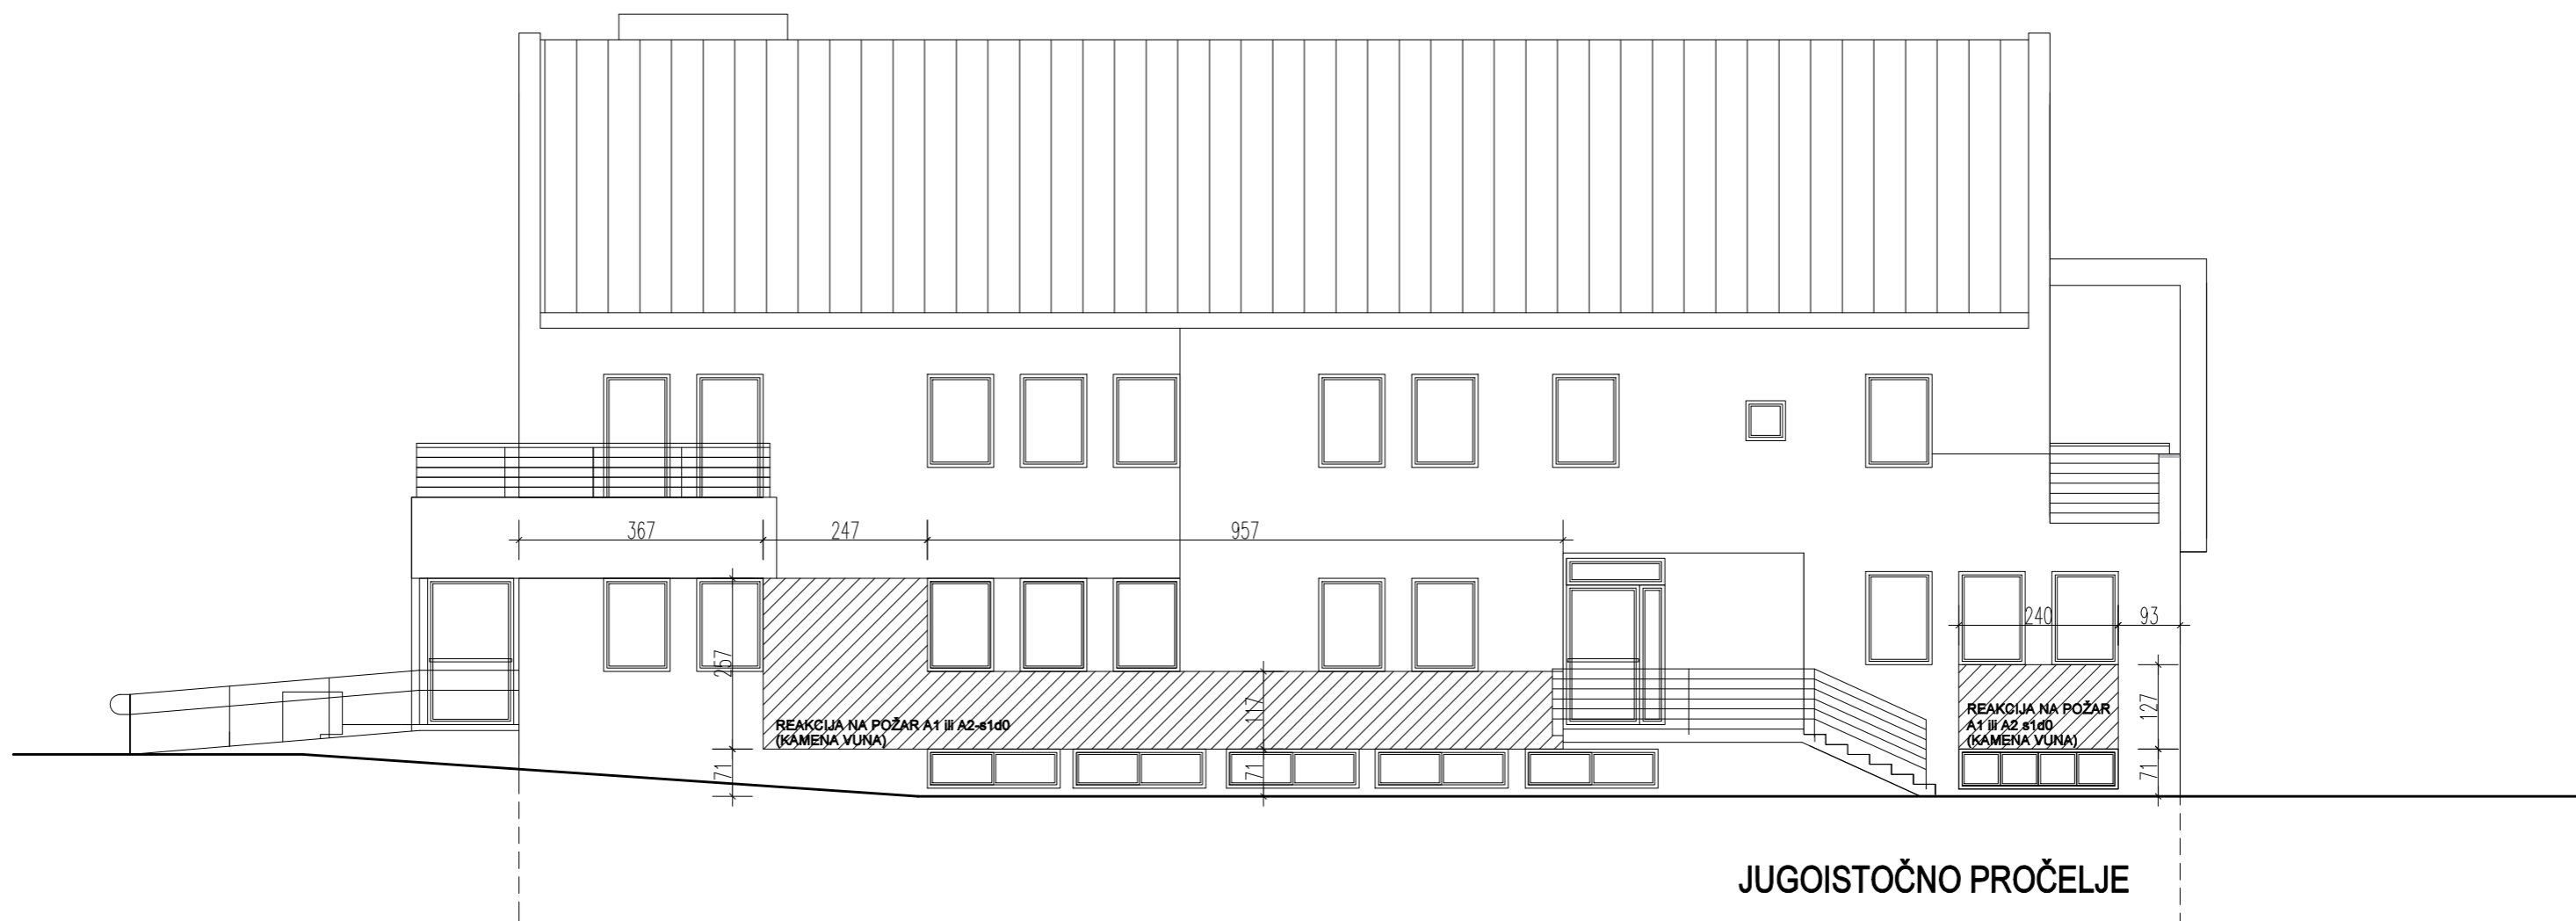 367
247
957
257
117
71
71
240
93
127
71
REAKCIJA NA POŽAR A1 ili A2-s1d0
(KAMENA VUNA)
REAKCIJA NA POŽAR
A1 ili A2 s1d0
(KAMENA VUNA)
JUGOISTOČNO PROČELJE